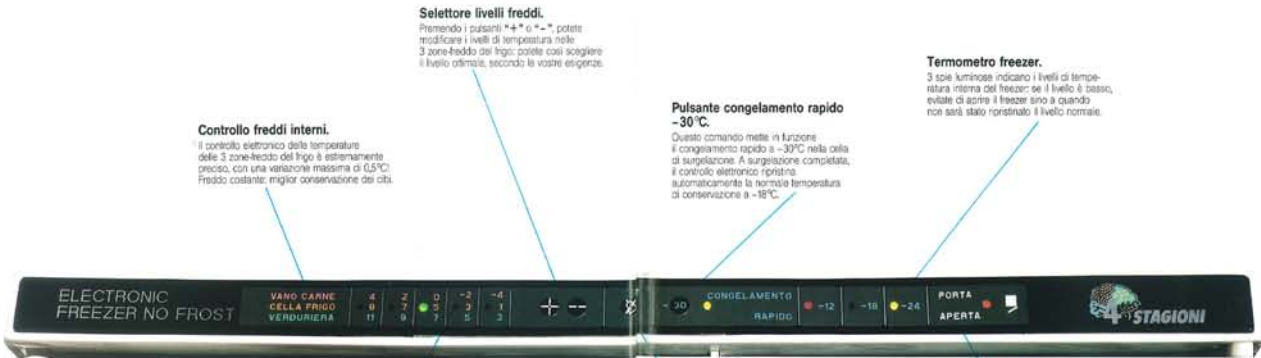 Selettore livelli freddi.
Premendo i pulsanti "+" o "-", potete
modificare i livelli di temperatura nelle
3 zone-freddo del frigo: potete così scegliere
il livello ottimale, secondo le vostre esigenze.
Termometro freezer.
3 spie luminose indicano i livelli di tempe-
ratura interna del freezer: se il livello è basso,
evitate di aprire il freezer sino a quando
non sarà stato ripristinato il livello normale.
Pulsante congelamento rapido
-30°C.
Questo comando mette in funzione
il congelamento rapido a -30°C nella cella
di surgelazione. A surgelazione completata,
il controllo elettronico ripristina
automaticamente la normale temperatura
di conservazione a -18°C.
Controllo freddi interni.
Il controllo elettronico delle temperature
delle 3 zone-freddo del frigo è estremamente
preciso, con una variazione massima di 0,5°C!
Freddo costante: miglior conservazione dei cibi.
ELECTRONIC
FREEZER NO FROST
VANO CARNE 4 2 0 -2 -4
CELLA FRIGO 9 7 5 3 1
VERDURIERA 11 9 7 5 3
+ -
-30
CONGELAMENTO
RAPIDO
-12 -18 -24
PORTA
APERTA
4 STAGIONI